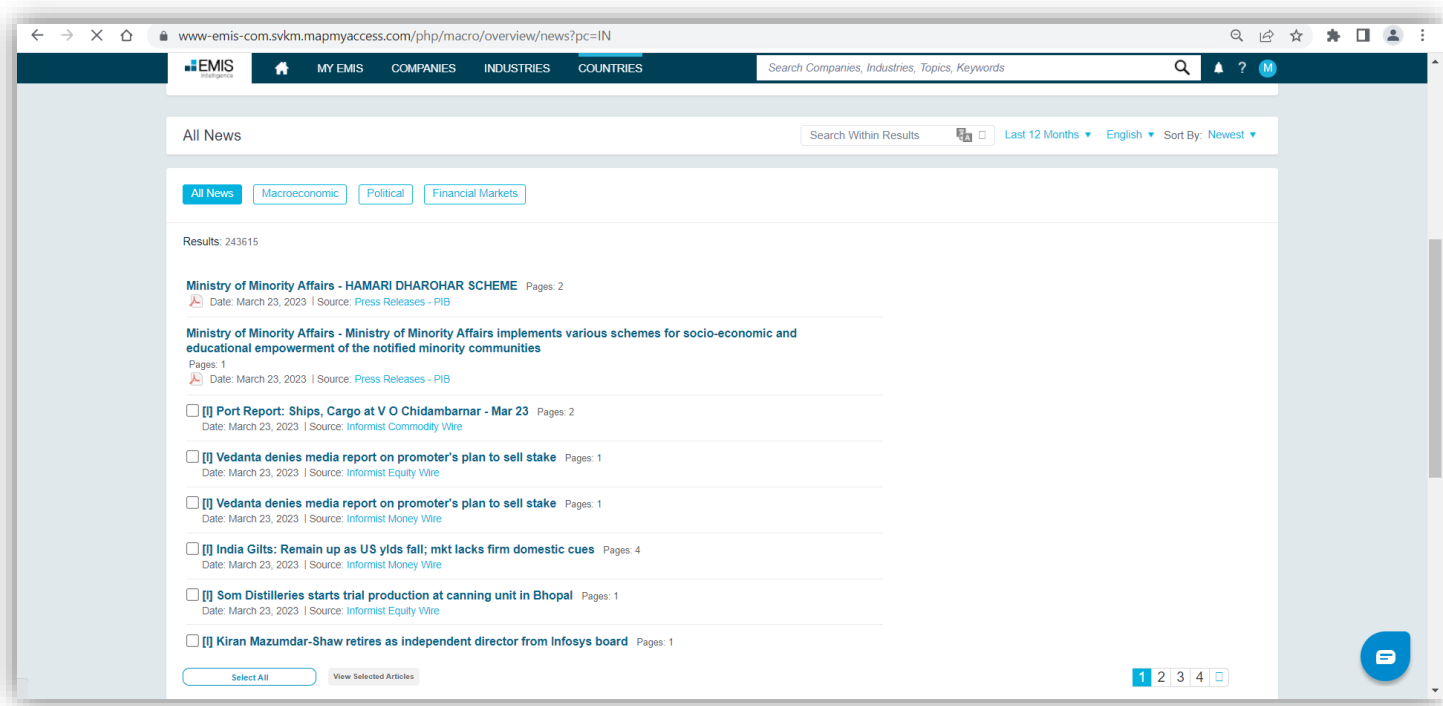 www-emis-com.svkm.mapmyaccess.com/php/macro/overview/news?pc=IN
EMIS MY EMIS COMPANIES INDUSTRIES COUNTRIES Search Companies, Industries, Topics, Keywords ? M
Intelligence
All News Search Within Results Last 12 Months English Sort By: Newest
All News Macroeconomic Political Financial Markets
Results: 243615
Ministry of Minority Affairs - HAMARI DHAROHAR SCHEME Pages: 2
Date: March 23, 2023 | Source: Press Releases - PIB
Ministry of Minority Affairs - Ministry of Minority Affairs implements various schemes for socio-economic and
educational empowerment of the notified minority communities
Pages: 1
Date: March 23, 2023 | Source: Press Releases - PIB
[I] Port Report: Ships, Cargo at V O Chidambarnar - Mar 23 Pages: 2
Date: March 23, 2023 | Source: Informist Commodity Wire
[I] Vedanta denies media report on promoter's plan to sell stake Pages: 1
Date: March 23, 2023 | Source: Informist Equity Wire
[I] Vedanta denies media report on promoter's plan to sell stake Pages: 1
Date: March 23, 2023 | Source: Informist Money Wire
[I] India Gilts: Remain up as US ylds fall; mkt lacks firm domestic cues Pages: 4
Date: March 23, 2023 | Source: Informist Money Wire
[I] Som Distilleries starts trial production at canning unit in Bhopal Pages: 1
Date: March 23, 2023 | Source: Informist Equity Wire
[I] Kiran Mazumdar-Shaw retires as independent director from Infosys board Pages: 1
Select All View Selected Articles 1 2 3 4